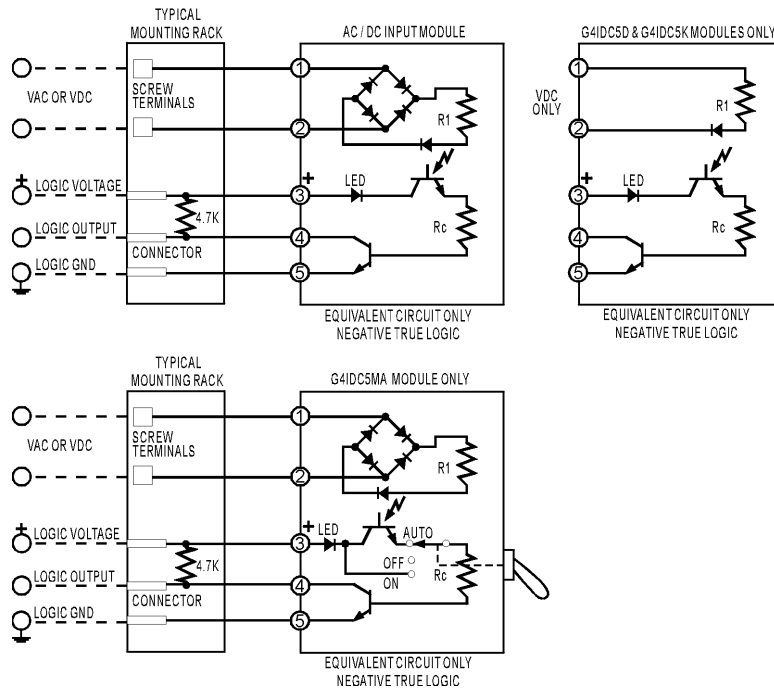 TYPICAL
MOUNTING RACK
AC / DC INPUT MODULE
G4IDC5D & G4IDC5K MODULES ONLY
VAC OR VDC
SCREW
TERMINALS
1
2
R1
VDC
ONLY
1
2
R1
+
LOGIC VOLTAGE
4.7K
LOGIC OUTPUT
CONNECTOR
LOGIC GND
+
3
LED
Rc
4
5
+
3
LED
Rc
4
5
EQUIVALENT CIRCUIT ONLY
NEGATIVE TRUE LOGIC
EQUIVALENT CIRCUIT ONLY
NEGATIVE TRUE LOGIC
TYPICAL
MOUNTING RACK
G4IDC5MA MODULE ONLY
VAC OR VDC
SCREW
TERMINALS
1
2
R1
+
LOGIC VOLTAGE
4.7K
LOGIC OUTPUT
CONNECTOR
LOGIC GND
+
3
LED
AUTO
OFF
ON
Rc
4
5
EQUIVALENT CIRCUIT ONLY
NEGATIVE TRUE LOGIC